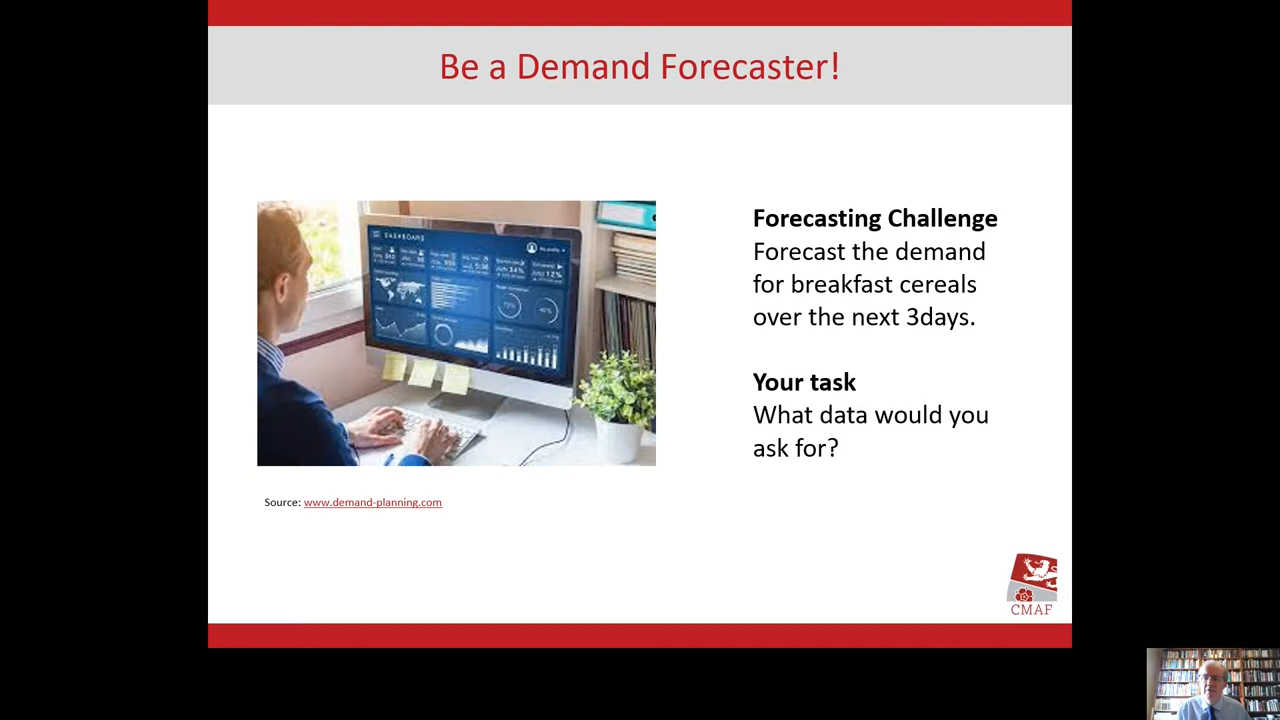 Be a Demand Forecaster!
DASHBOARD
Forecasting Challenge
Forecast the demand
for breakfast cereals
over the next 3days.
Your task
What data would you
ask for?
Source: www.demand-planning.com
CMAF